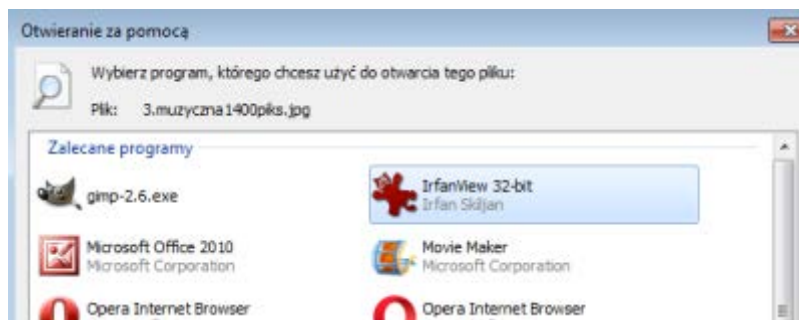 Otwieranie za pomocą
Wybierz program, którego chcesz użyć do otwarcia tego pliku:
Plik: 3.muzyczna1400piks.jpg
Zalecane programy
gimp-2.6.exe
IrfanView 32-bit
Irfan Skiljan
Microsoft Office 2010
Microsoft Corporation
Movie Maker
Microsoft Corporation
Opera Internet Browser
Opera Internet Browser